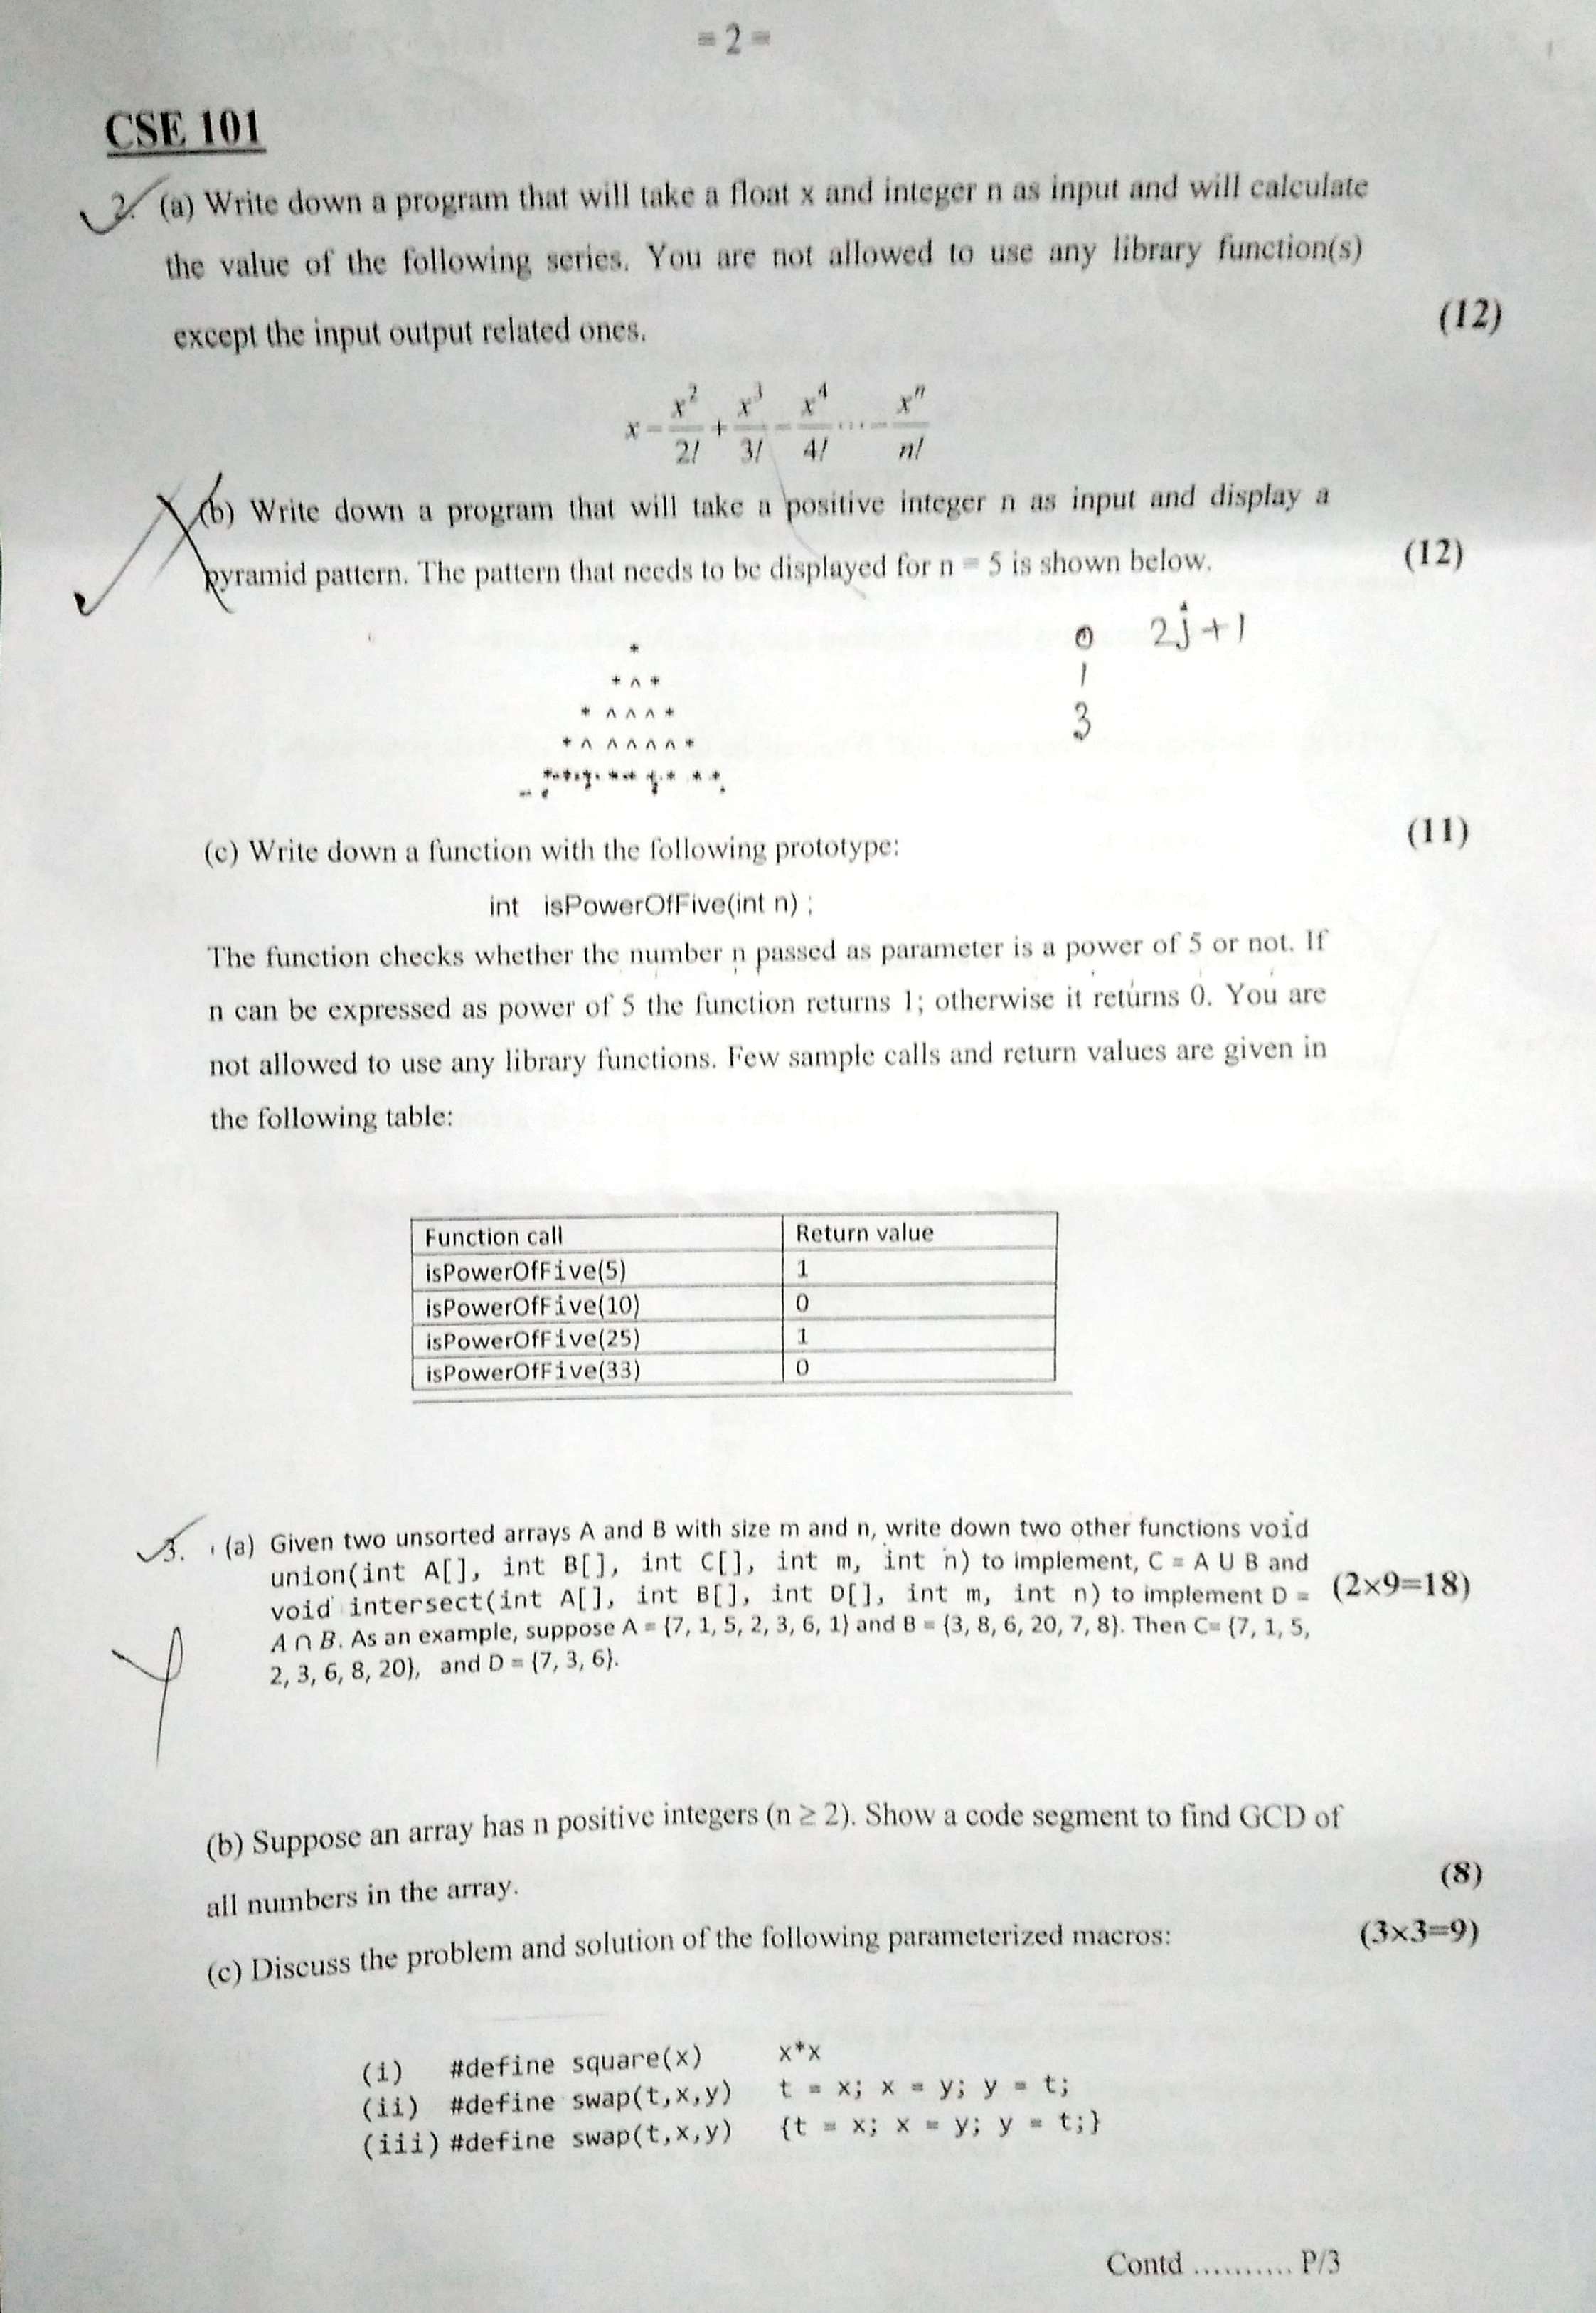 = 2 =
CSE 101
2. (a) Write down a program that will take a float x and integer n as input and will calculate
the value of the following series. You are not allowed to use any library function(s)
except the input output related ones. (12)
x - x²/2! + x³/3! - x⁴/4! ... - xⁿ/n!
(b) Write down a program that will take a positive integer n as input and display a
pyramid pattern. The pattern that needs to be displayed for n = 5 is shown below. (12)
*
* ^ *
* ^ ^ ^ *
* ^ ^ ^ ^ ^ *
0 2j+1
1
3
(c) Write down a function with the following prototype: (11)
int isPowerOfFive(int n) ;
The function checks whether the number n passed as parameter is a power of 5 or not. If
n can be expressed as power of 5 the function returns 1; otherwise it returns 0. You are
not allowed to use any library functions. Few sample calls and return values are given in
the following table:
Function call Return value
isPowerOfFive(5) 1
isPowerOfFive(10) 0
isPowerOfFive(25) 1
isPowerOfFive(33) 0
3. (a) Given two unsorted arrays A and B with size m and n, write down two other functions void
union(int A[], int B[], int C[], int m, int n) to implement, C = A U B and
void intersect(int A[], int B[], int D[], int m, int n) to implement D = (2×9=18)
A ∩ B. As an example, suppose A = {7, 1, 5, 2, 3, 6, 1} and B = {3, 8, 6, 20, 7, 8}. Then C= {7, 1, 5,
2, 3, 6, 8, 20}, and D = {7, 3, 6}.
(b) Suppose an array has n positive integers (n ≥ 2). Show a code segment to find GCD of
all numbers in the array. (8)
(c) Discuss the problem and solution of the following parameterized macros: (3×3=9)
(i) #define square(x) x*x
(ii) #define swap(t,x,y) t = x; x = y; y = t;
(iii) #define swap(t,x,y) {t = x; x = y; y = t;}
Contd .......... P/3